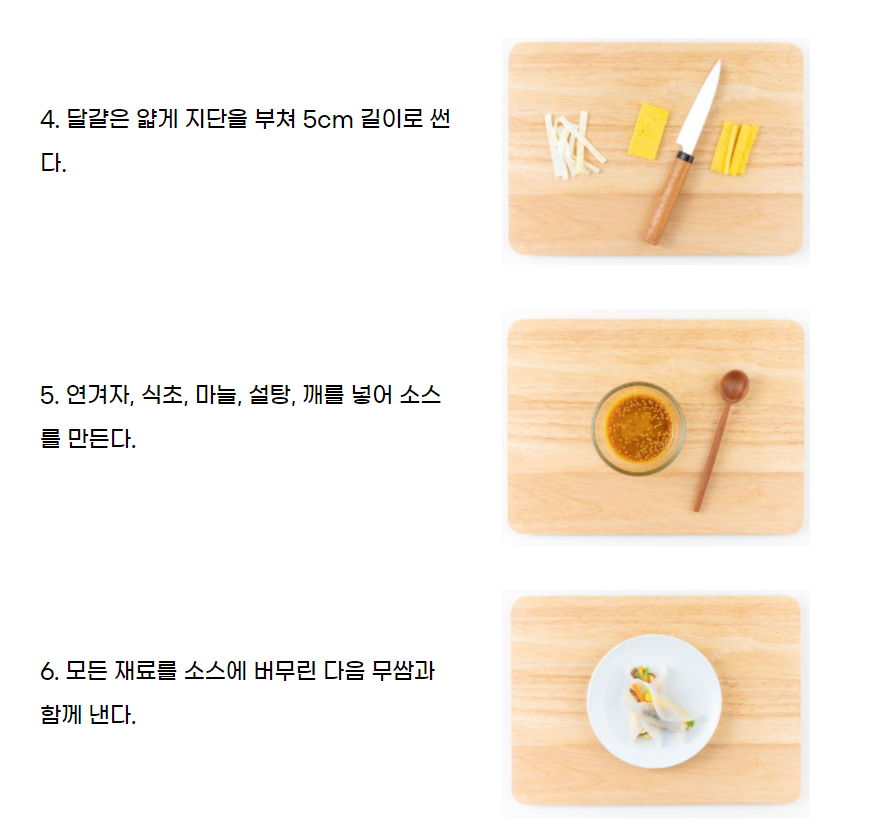 4. 달걀은 얇게 지단을 부쳐 5cm 길이로 썬
다.
5. 연겨자, 식초, 마늘, 설탕, 깨를 넣어 소스
를 만든다.
6. 모든 재료를 소스에 버무린 다음 무쌈과
함께 낸다.